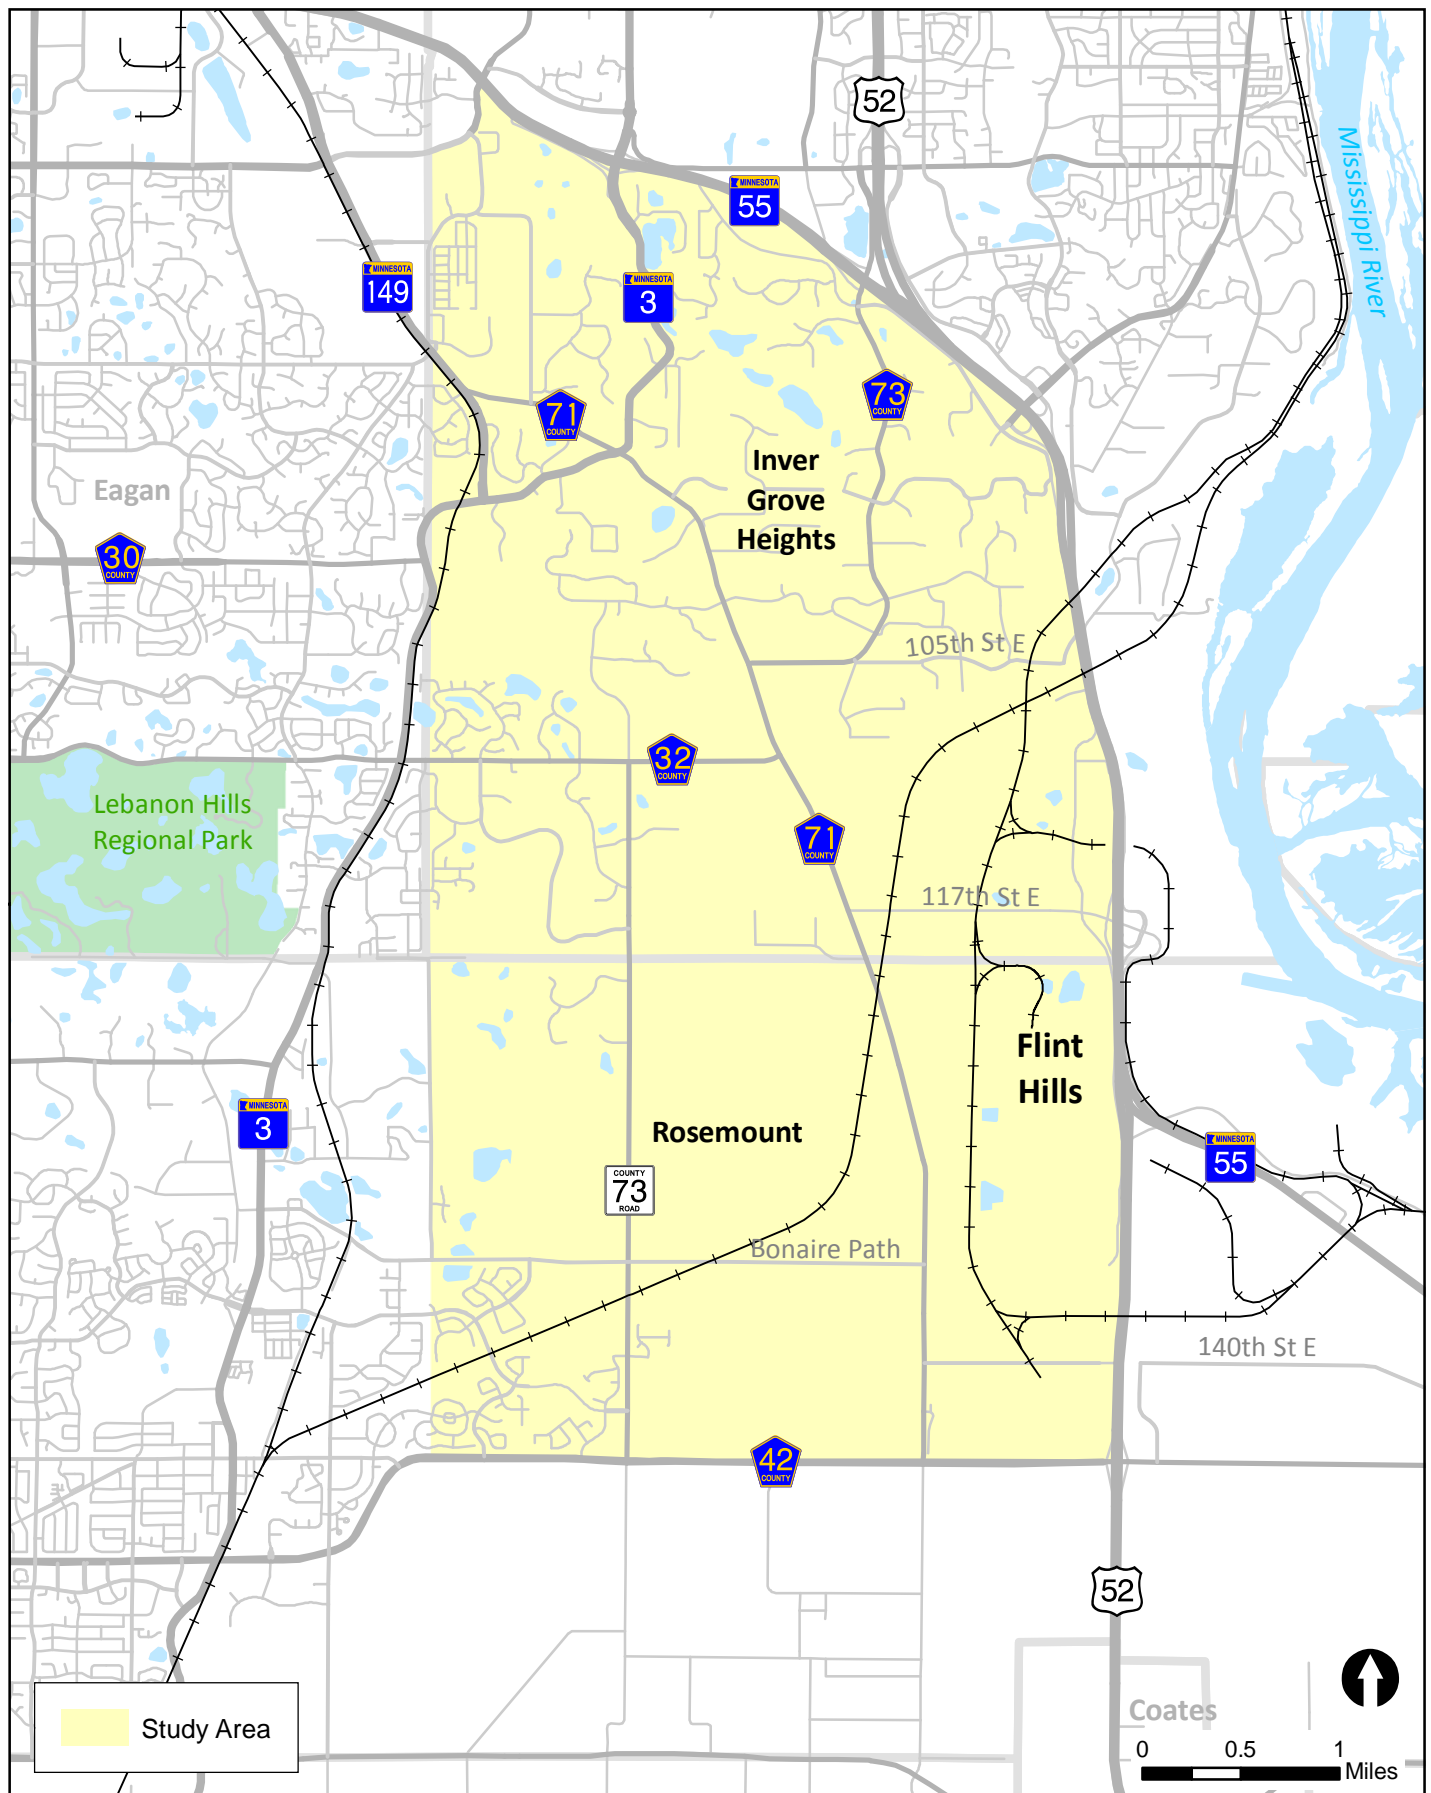 52
Mississippi River
MINNESOTA
55
MINNESOTA
149
MINNESOTA
3
73
COUNTY
71
COUNTY
Inver
Grove
Heights
Eagan
30
COUNTY
105th St E
32
COUNTY
Lebanon Hills
Regional Park
71
COUNTY
117th St E
Flint
Hills
MINNESOTA
3
Rosemount
MINNESOTA
55
COUNTY
73
ROAD
Bonaire Path
140th St E
42
COUNTY
52
Coates
Study Area
0 0.5 1
Miles